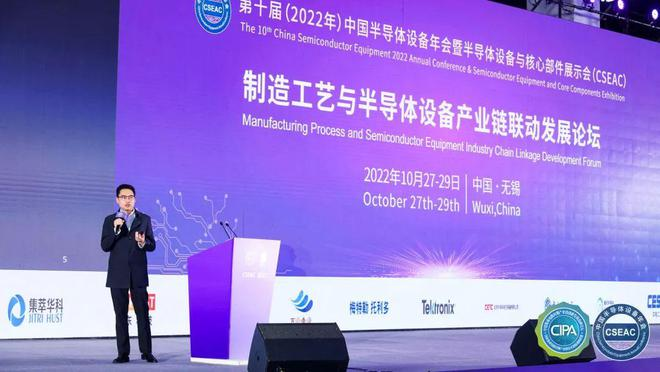 第十届（2022年）中国半导体设备年会暨半导体设备与核心部件展示会（CSEAC）
The 10th China Semiconductor Equipment 2022 Annual Conference & Semiconductor Equipment and Core Components Exhibition
CSEAC
制造工艺与半导体设备产业链联动发展论坛
Manufacturing Process and Semiconductor Equipment Industry Chain Linkage Development Forum
2022年10月27-29日 中国·无锡
October 27th-29th Wuxi,China
5
集萃华科
JITRI HUST
梅特勒 托利多
Tektronix
CIPA
中国半导体设备年会
CSEAC